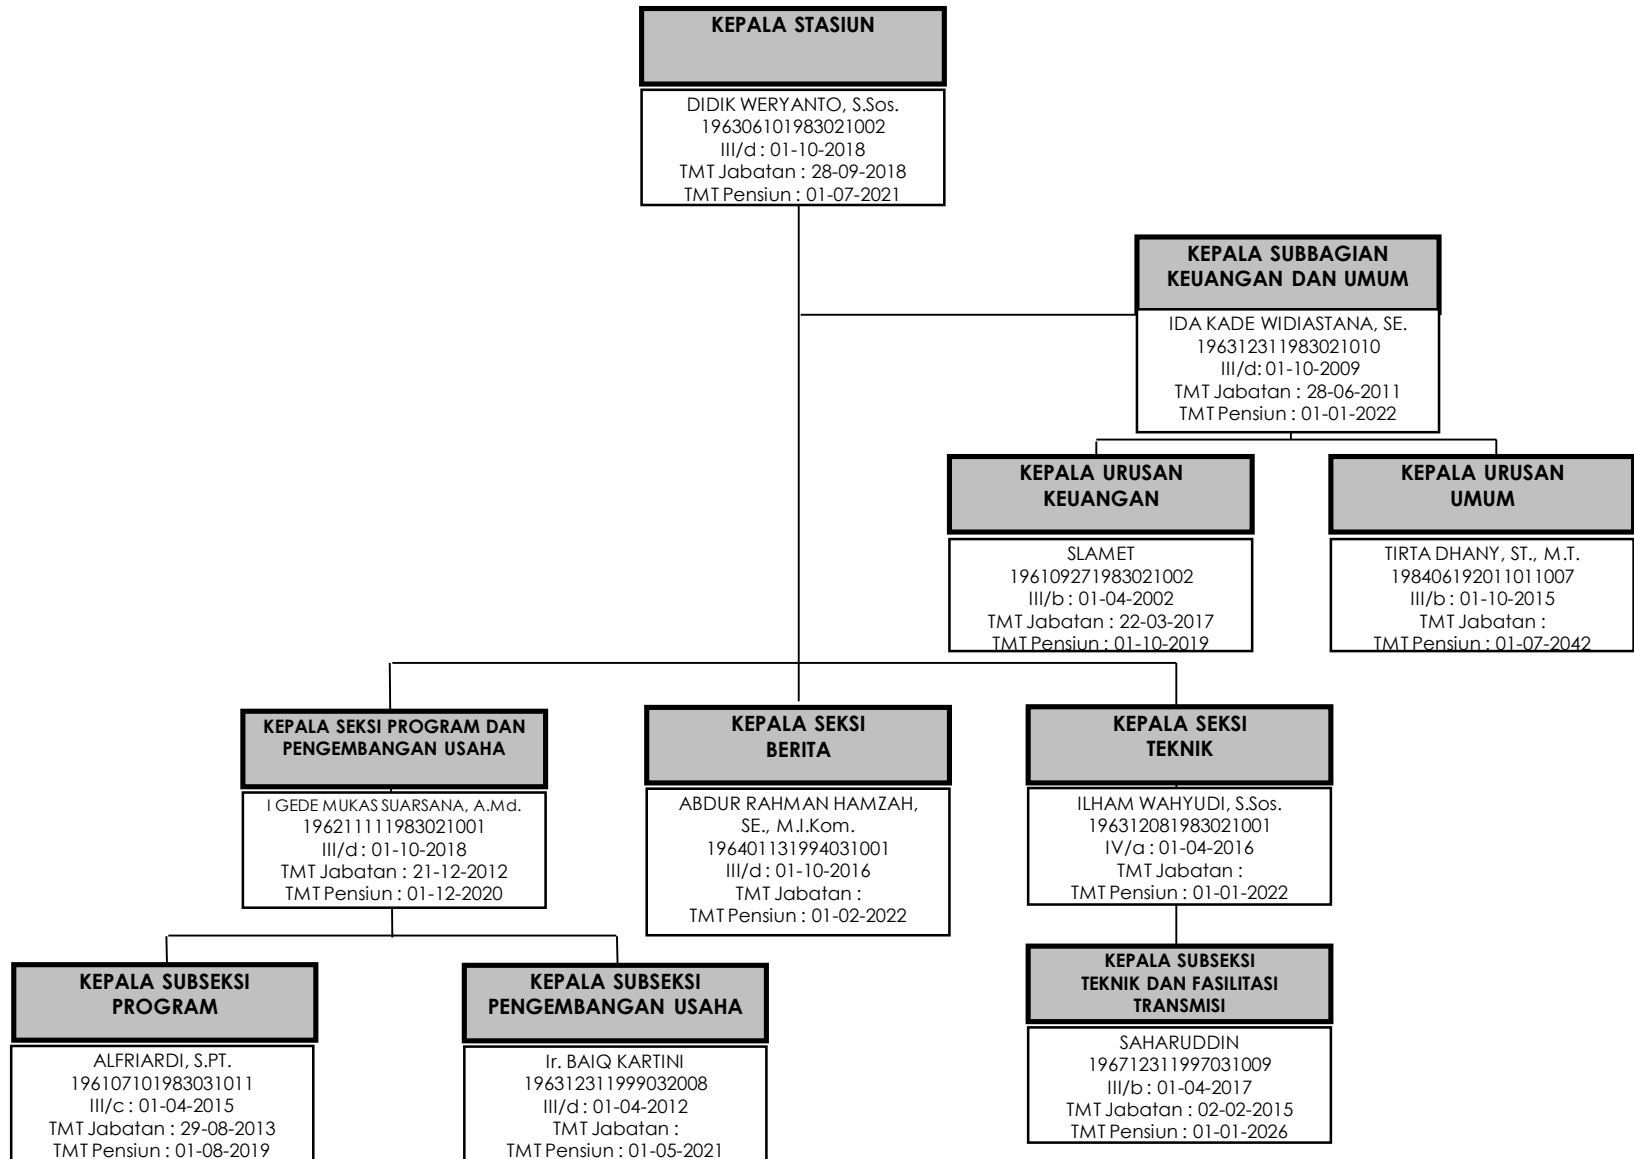 KEPALA STASIUN
DIDIK WERYANTO, S.Sos.
196306101983021002
III/d : 01-10-2018
TMT Jabatan : 28-09-2018
TMT Pensiun : 01-07-2021
KEPALA SUBBAGIAN
KEUANGAN DAN UMUM
IDA KADE WIDIASTANA, SE.
196312311983021010
III/d: 01-10-2009
TMT Jabatan : 28-06-2011
TMT Pensiun : 01-01-2022
KEPALA URUSAN
KEUANGAN
SLAMET
196109271983021002
III/b : 01-04-2002
TMT Jabatan : 22-03-2017
TMT Pensiun : 01-10-2019
KEPALA URUSAN
UMUM
TIRTA DHANY, ST., M.T.
198406192011011007
III/b : 01-10-2015
TMT Jabatan :
TMT Pensiun : 01-07-2042
KEPALA SEKSI PROGRAM DAN
PENGEMBANGAN USAHA
I GEDE MUKAS SUARSANA, A.Md.
196211111983021001
III/d : 01-10-2018
TMT Jabatan : 21-12-2012
TMT Pensiun : 01-12-2020
KEPALA SEKSI
BERITA
ABDUR RAHMAN HAMZAH,
SE., M.I.Kom.
196401131994031001
III/d : 01-10-2016
TMT Jabatan :
TMT Pensiun : 01-02-2022
KEPALA SEKSI
TEKNIK
ILHAM WAHYUDI, S.Sos.
196312081983021001
IV/a : 01-04-2016
TMT Jabatan :
TMT Pensiun : 01-01-2022
KEPALA SUBSEKSI
PROGRAM
ALFRIARDI, S.PT.
196107101983031011
III/c : 01-04-2015
TMT Jabatan : 29-08-2013
TMT Pensiun : 01-08-2019
KEPALA SUBSEKSI
PENGEMBANGAN USAHA
Ir. BAIQ KARTINI
196312311999032008
III/d : 01-04-2012
TMT Jabatan :
TMT Pensiun : 01-05-2021
KEPALA SUBSEKSI
TEKNIK DAN FASILITASI
TRANSMISI
SAHARUDDIN
196712311997031009
III/b : 01-04-2017
TMT Jabatan : 02-02-2015
TMT Pensiun : 01-01-2026